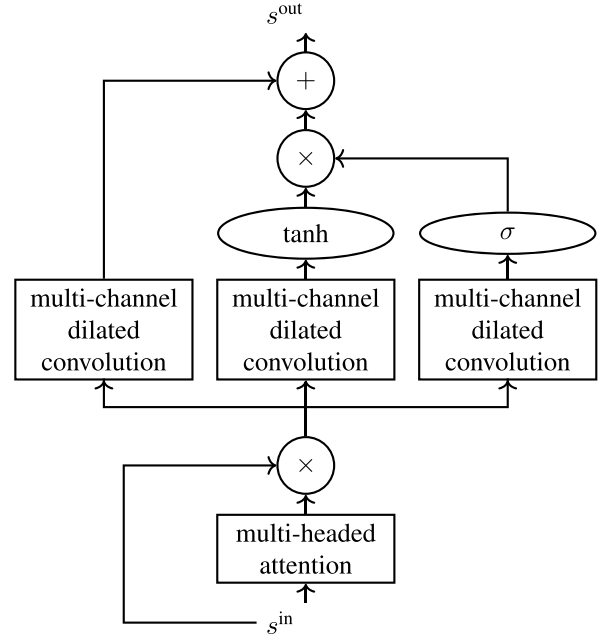 s^out
+
×
tanh
σ
multi-channel
dilated
convolution
multi-channel
dilated
convolution
multi-channel
dilated
convolution
×
multi-headed
attention
s^in